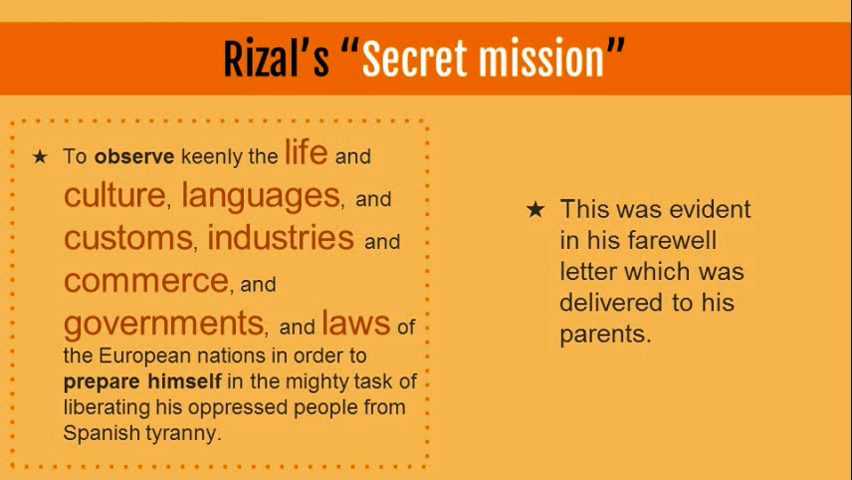 Rizal's “Secret mission”
★ To observe keenly the life and
culture, languages, and
customs, industries and
commerce, and
governments, and laws of
the European nations in order to
prepare himself in the mighty task of
liberating his oppressed people from
Spanish tyranny.
★ This was evident
in his farewell
letter which was
delivered to his
parents.